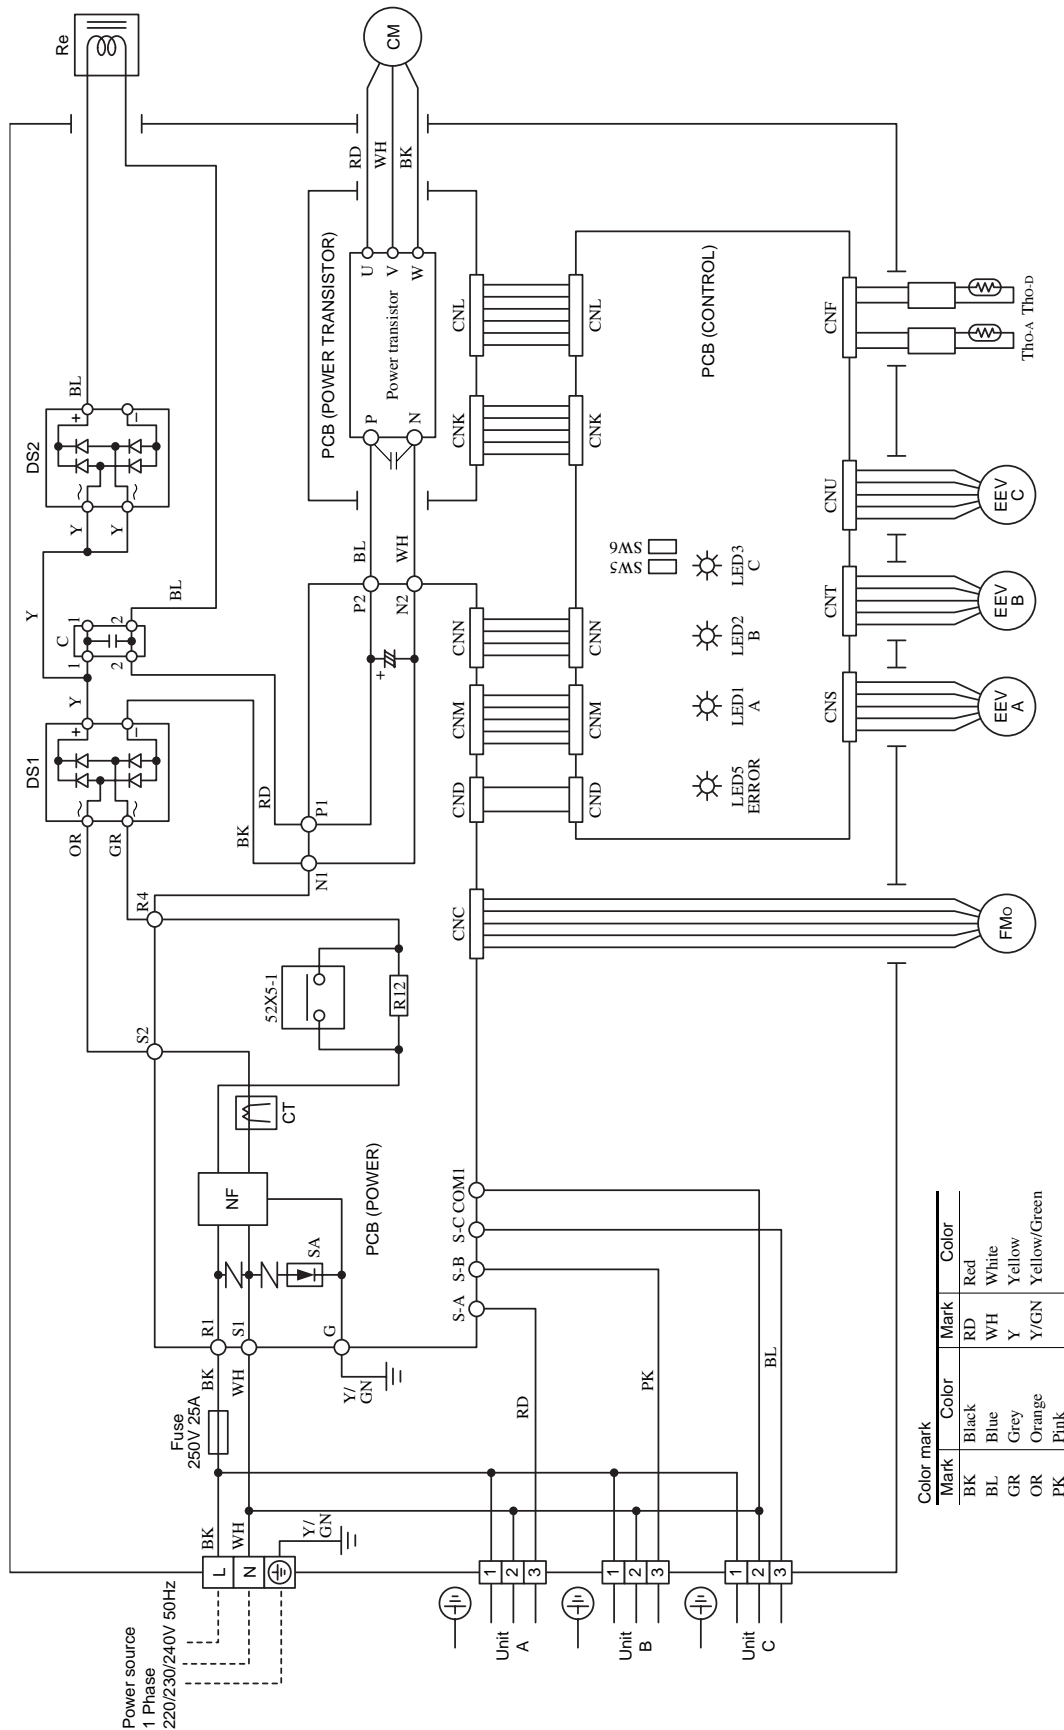 Re
CM
RD
WH
BK
PCB (POWER TRANSISTOR)
U
V
W
Power transistor
P
N
DS2
BL
+
−
~
~
Y
Y
Y
C
1
2
1
2
BL
Y
DS1
+
−
~
~
OR
GR
RD
BK
P1
N1
R4
S2
BL
WH
P2
N2
+
52X5-1
R12
CT
NF
SA
PCB (POWER)
R1
S1
G
BK
WH
Y/
GN
Fuse
250V 25A
BK
WH
Y/
GN
L
N
Power source
1 Phase
220/230/240V 50Hz
CNL
CNL
CNK
CNK
CNN
CNN
CNM
CNM
CND
CND
CNC
PCB (CONTROL)
SW6
SW5
LED3
C
LED2
B
LED1
A
LED5
ERROR
CNF
CNU
CNT
CNS
ThO-D
ThO-A
EEV
C
EEV
B
EEV
A
FMO
COM1
S-C
S-B
S-A
RD
PK
BL
1
2
3
Unit
A
1
2
3
Unit
B
1
2
3
Unit
C
Color mark
Mark Color Mark Color
BK Black RD Red
BL Blue WH White
GR Grey Y Yellow
OR Orange Y/GN Yellow/Green
PK Pink